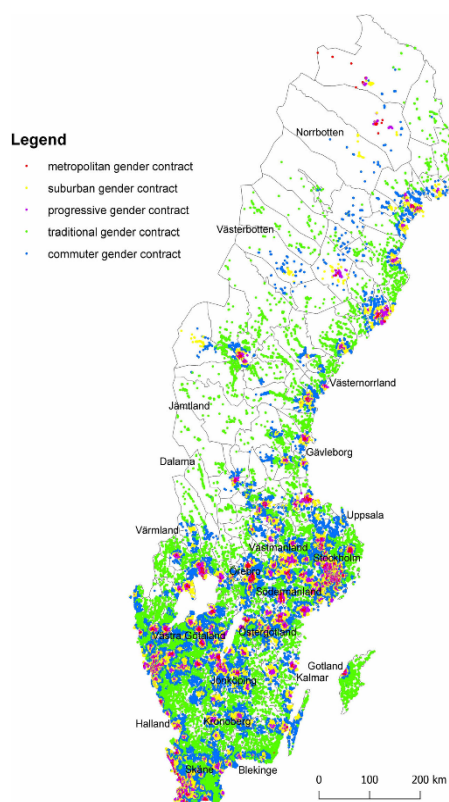 Legend
metropolitan gender contract
suburban gender contract
progressive gender contract
traditional gender contract
commuter gender contract
Norrbotten
Västerbotten
Västernorrland
Jämtland
Gävleborg
Dalarna
Uppsala
Värmland
Västmanland
Stockholm
Örebro
Södermanland
Västra Götaland
Östergötland
Gotland
Kalmar
Jönköping
Halland
Kronoberg
Skåne
Blekinge
0 100 200 km